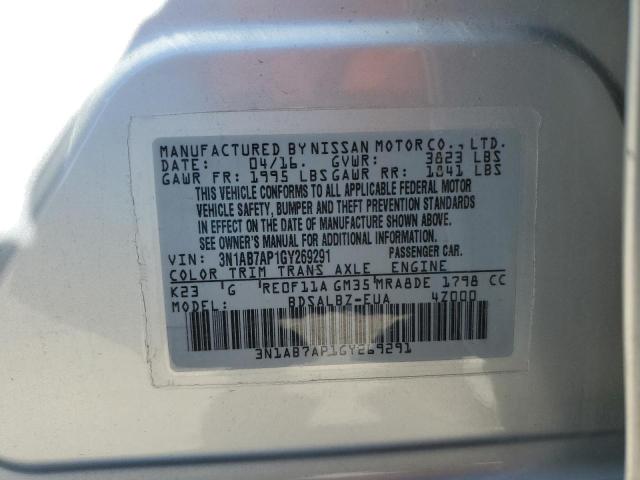 MANUFACTURED BY NISSAN MOTOR CO., LTD.
DATE: 04/16. GVWR: 3823 LBS
GAWR FR: 1995 LBS GAWR RR: 1841 LBS
THIS VEHICLE CONFORMS TO ALL APPLICABLE FEDERAL MOTOR
VEHICLE SAFETY, BUMPER AND THEFT PREVENTION STANDARDS
IN EFFECT ON THE DATE OF MANUFACTURE SHOWN ABOVE.
SEE OWNER'S MANUAL FOR ADDITIONAL INFORMATION.
VIN: 3N1AB7AP1GY269291 PASSENGER CAR.
COLOR TRIM TRANS AXLE ENGINE
K23 G RE0F11A GM35 MRA8DE 1798 CC
MODEL: BDSALBZ-EUA 4Z000
3N1AB7AP1GY269291